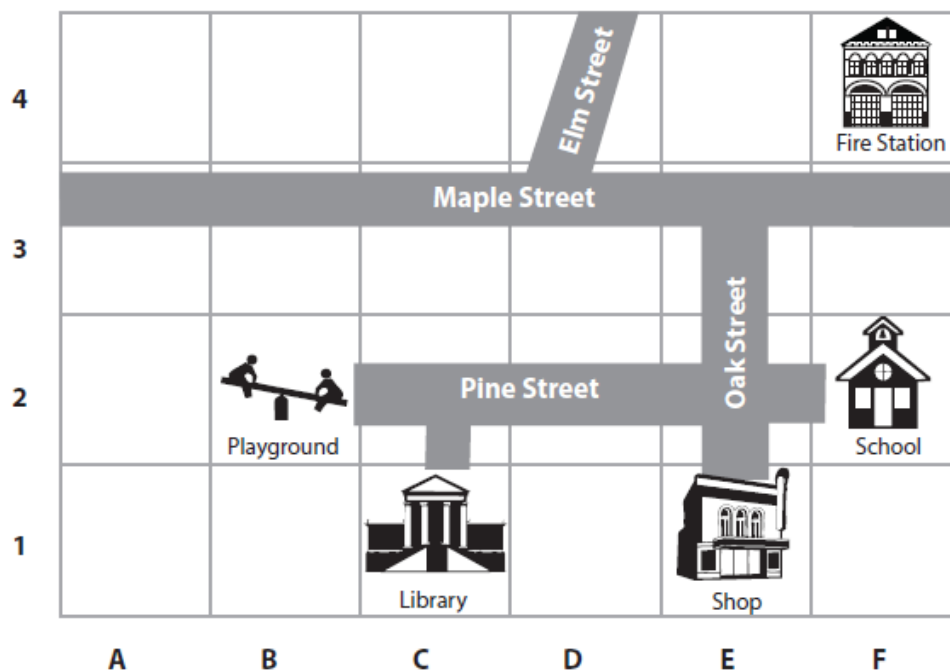 4
Elm Street
Fire Station
Maple Street
3
Oak Street
2
Pine Street
Playground
School
1
Library
Shop
A B C D E F